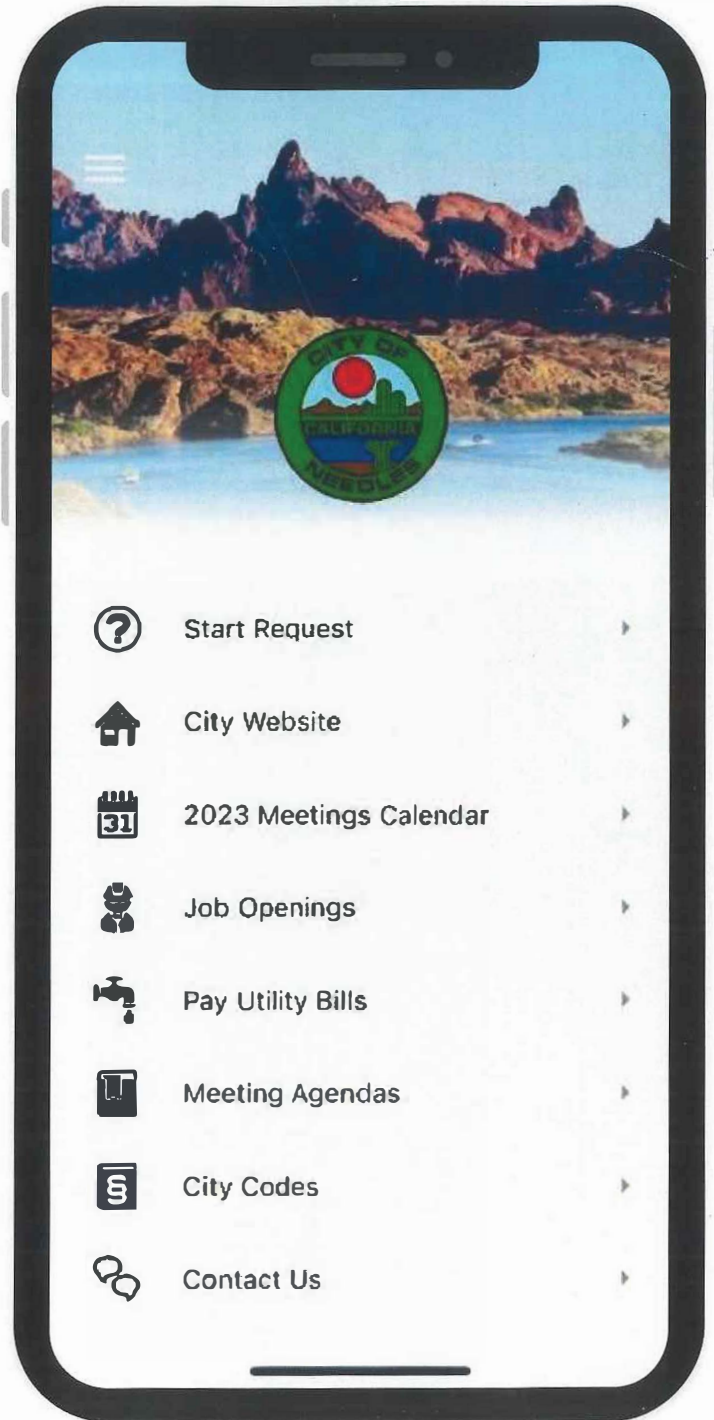 CITY OF
CALIFORNIA
NEEDLES
Start Request
City Website
31
2023 Meetings Calendar
Job Openings
Pay Utility Bills
Meeting Agendas
§
City Codes
Contact Us